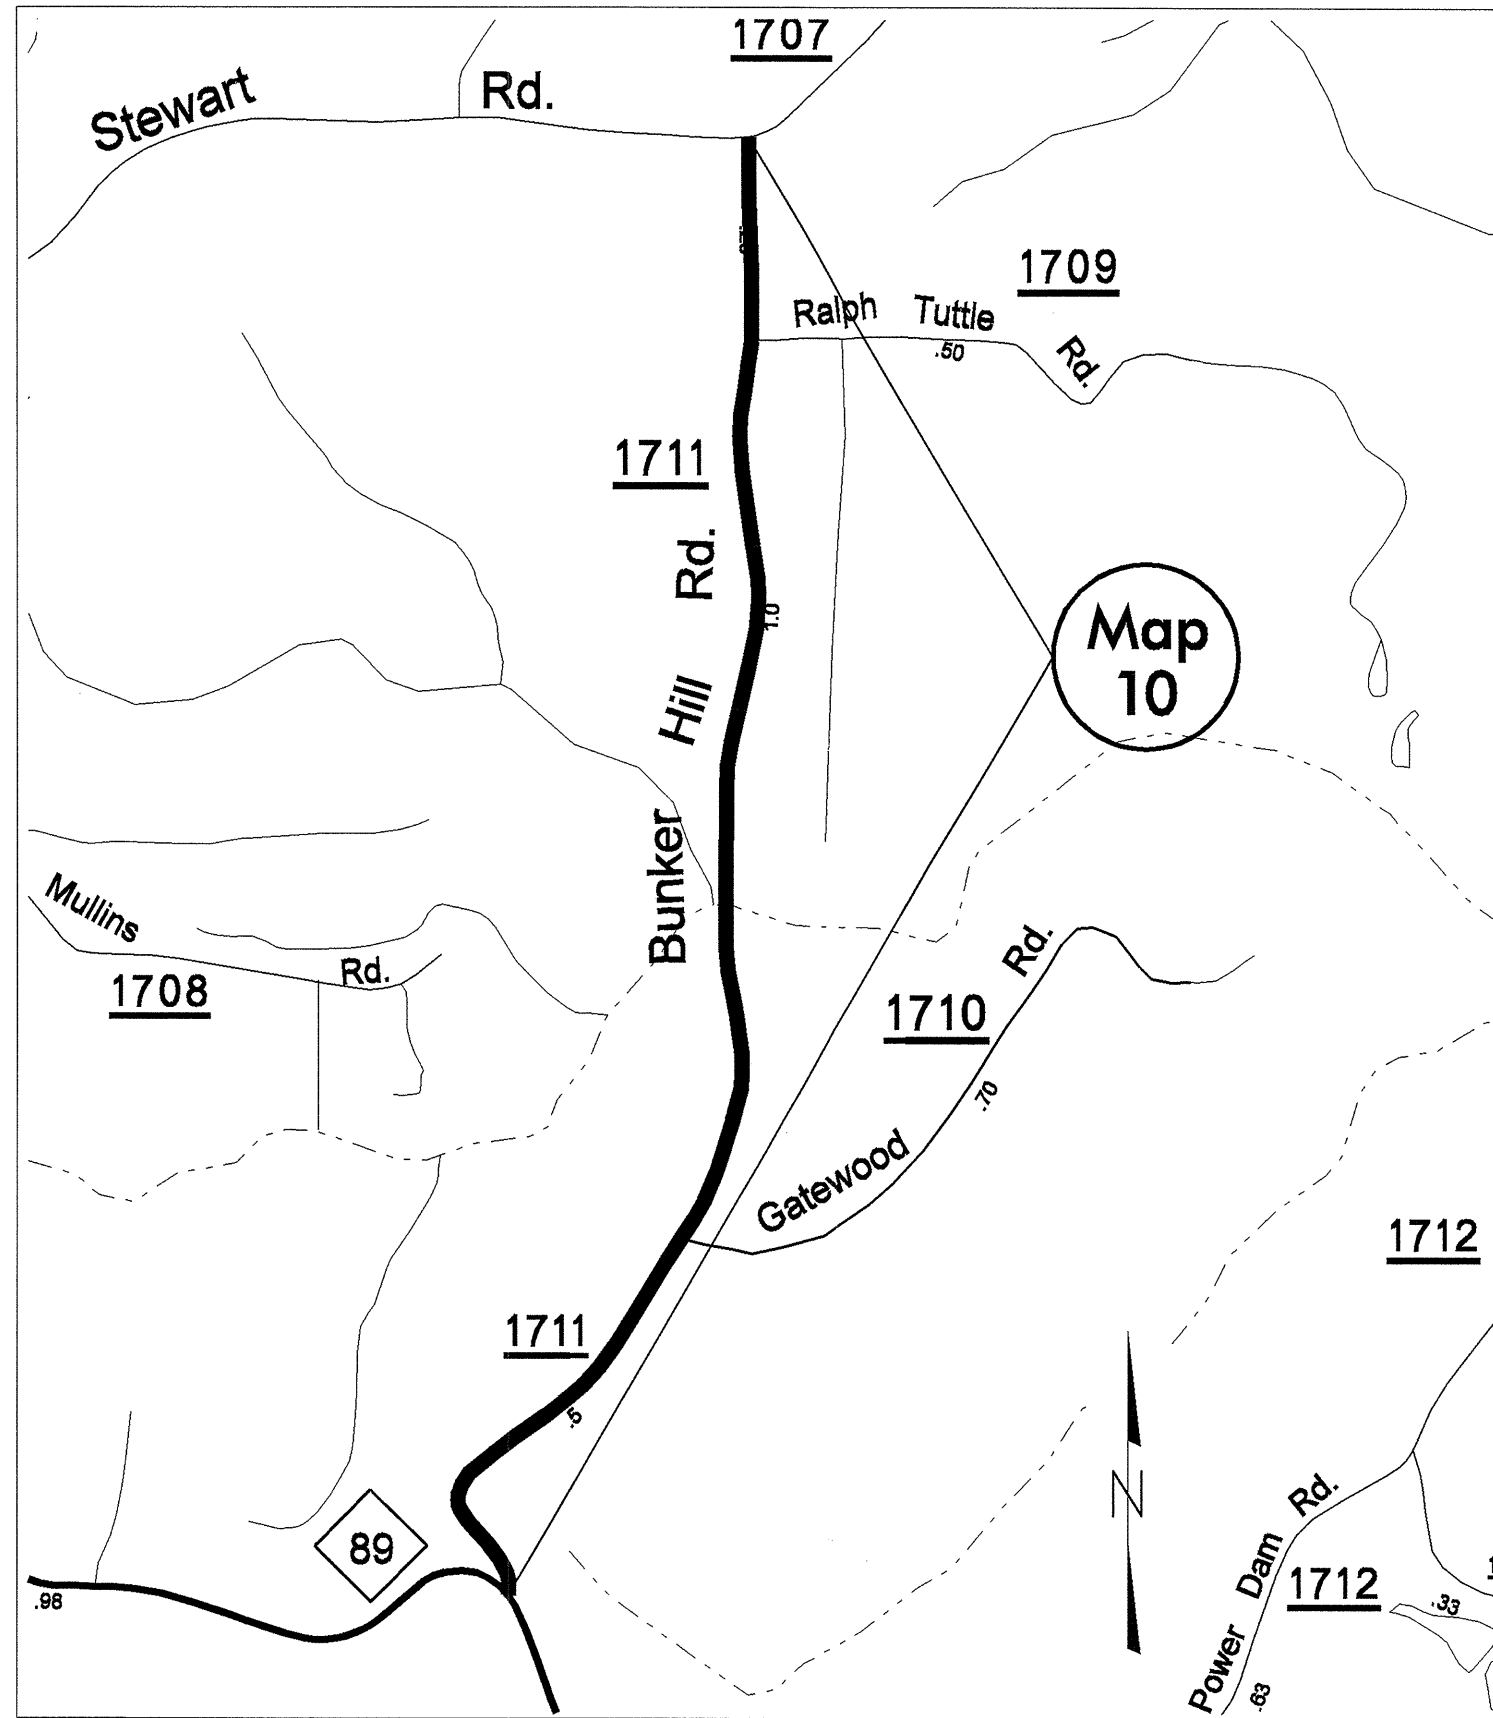 1707
Stewart Rd.
1709
Ralph Tuttle Rd.
.50
1711
Bunker Hill Rd.
1.0
Map
10
Mullins Rd.
1708
1710
Gatewood Rd.
.70
1712
1711
.5
89
.98
N
Power Dam Rd.
1712
.33
.63